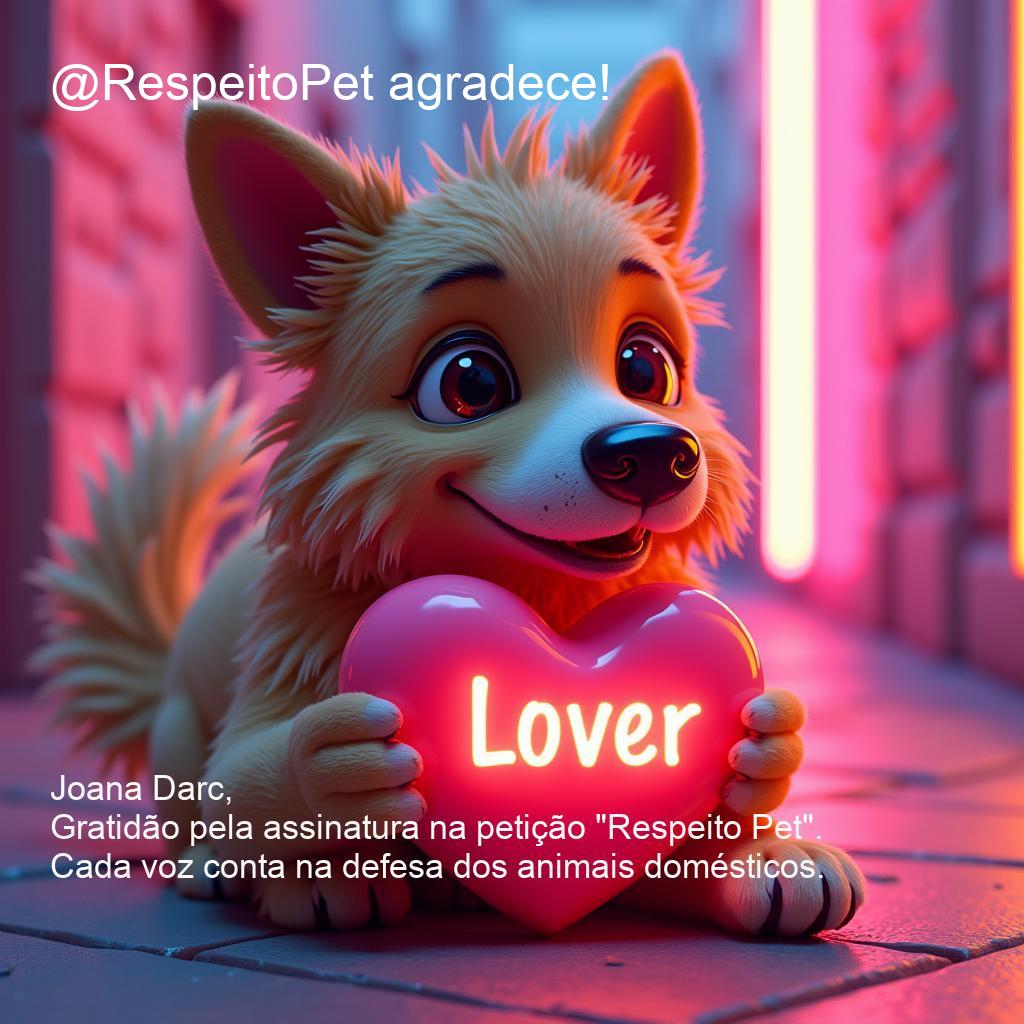 @RespeitoPet agradece!
Lover
Joana Darc,
Gratidão pela assinatura na petição "Respeito Pet".
Cada voz conta na defesa dos animais domésticos.